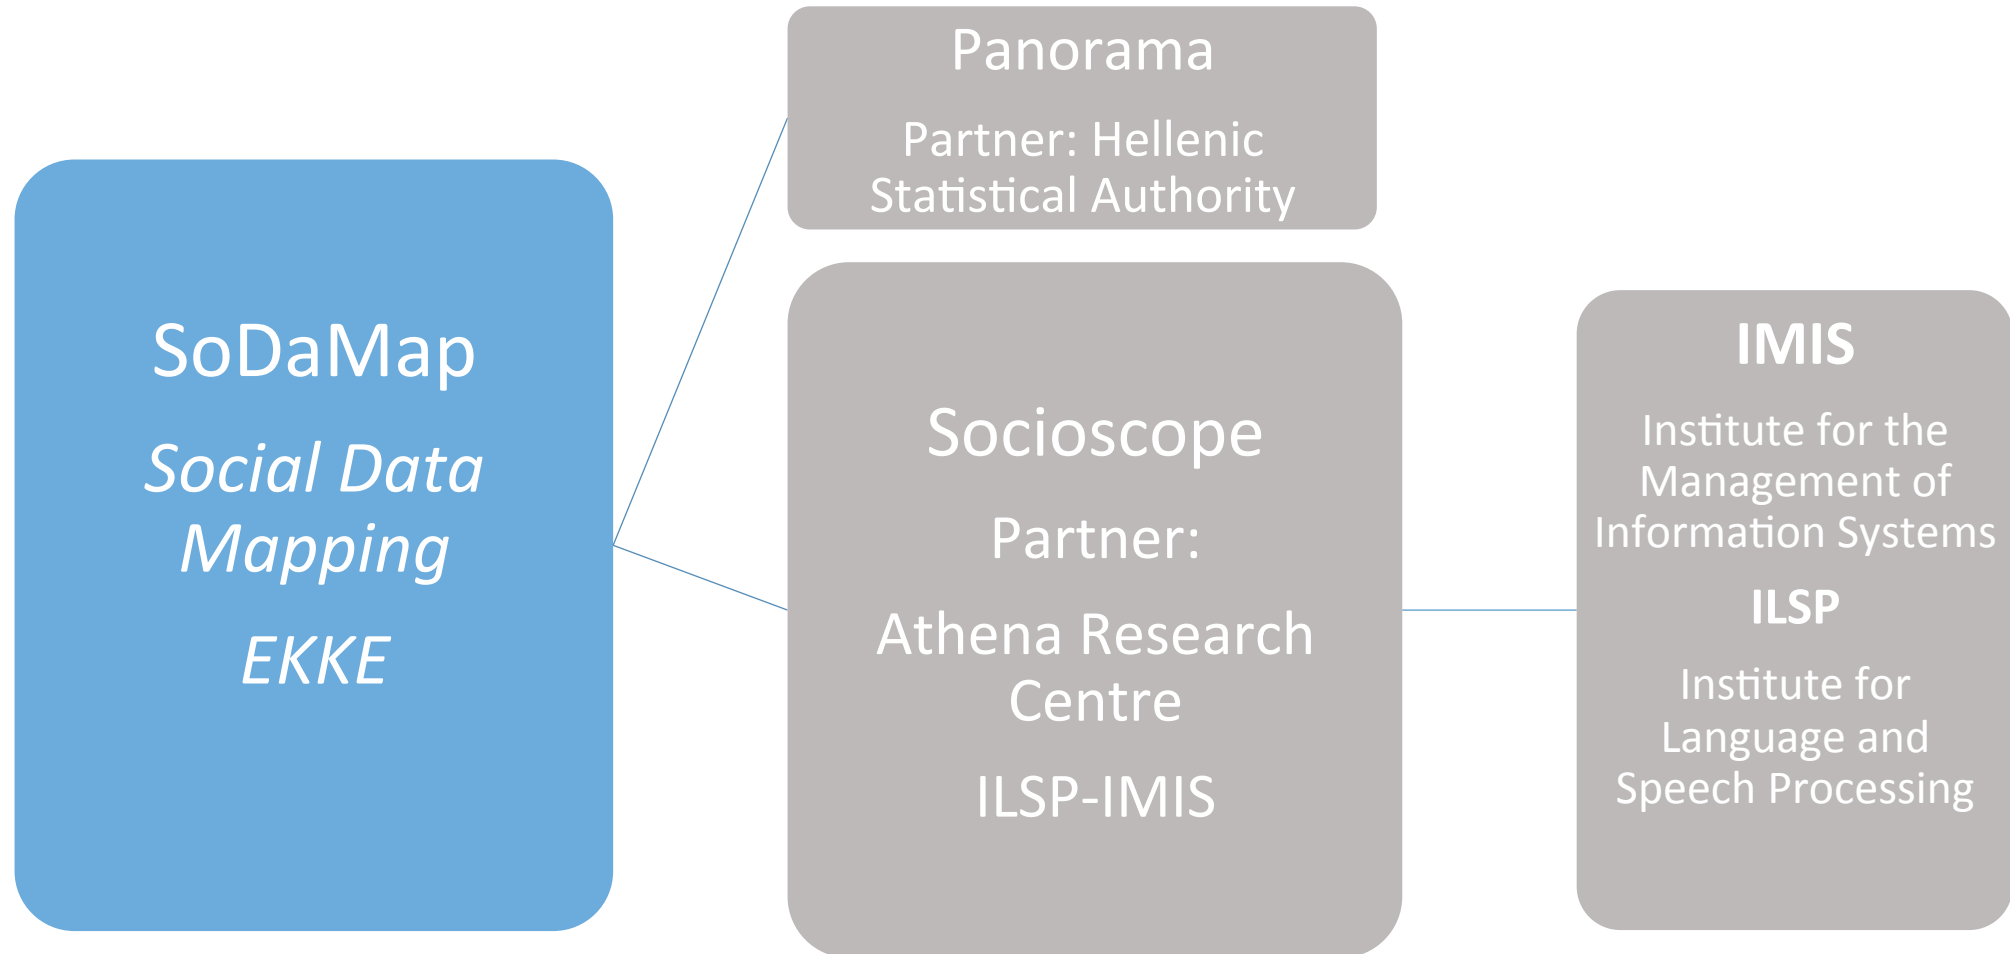 SoDaMap
Social Data
Mapping
EKKE
Panorama
Partner: Hellenic
Statistical Authority
Socioscope
Partner:
Athena Research
Centre
ILSP-IMIS
IMIS
Institute for the
Management of
Information Systems
ILSP
Institute for
Language and
Speech Processing